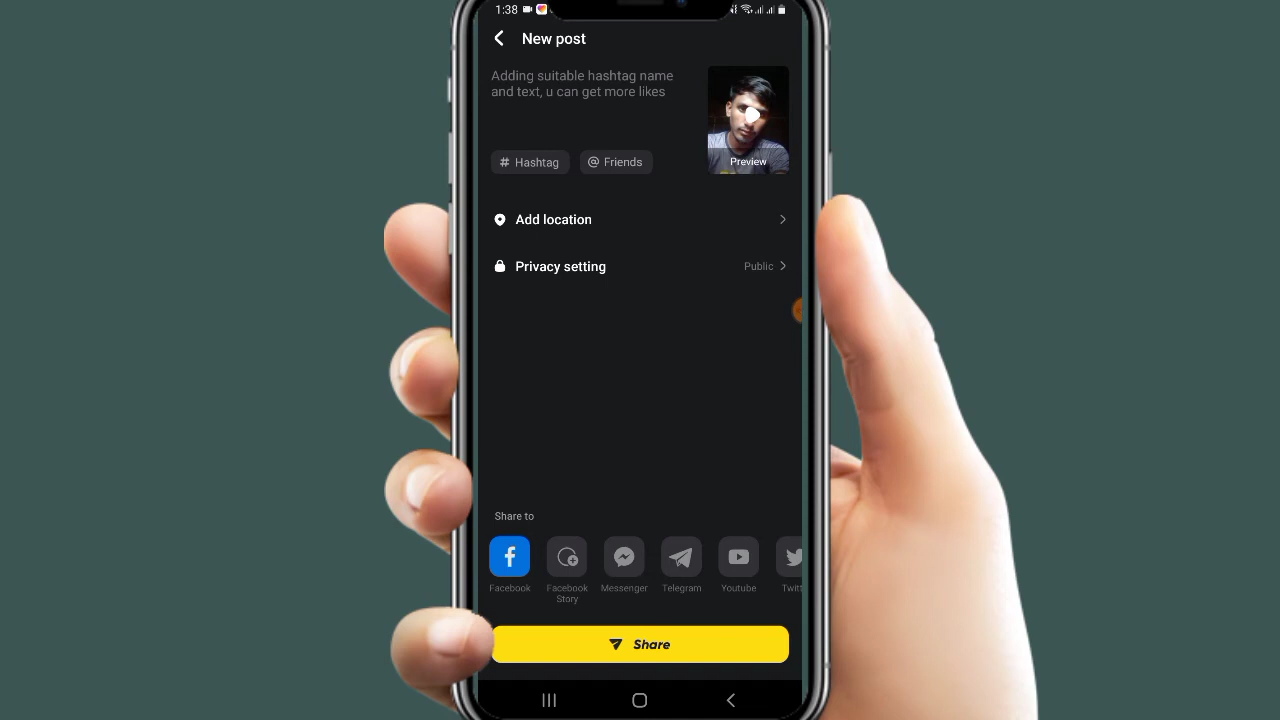 1:38
New post
Adding suitable hashtag name
and text, u can get more likes
Preview
# Hashtag
@ Friends
Add location
Privacy setting
Public
Share to
Facebook
Facebook
Story
Messenger
Telegram
Youtube
Twitt
Share